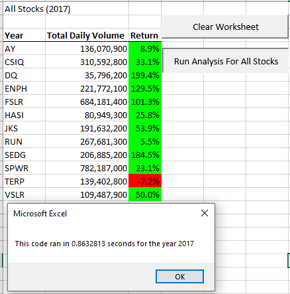 All Stocks (2017)
Clear Worksheet
Year Total Daily Volume Return
AY 136,070,900 8.9%
CSIQ 310,592,800 33.1%
Run Analysis For All Stocks
DQ 35,796,200 199.4%
ENPH 221,772,100 129.5%
FSLR 684,181,400 101.3%
HASI 80,949,300 25.8%
JKS 191,632,200 53.9%
RUN 267,681,300 5.5%
SEDG 206,885,200 184.5%
SPWR 782,187,000 23.1%
TERP 139,402,800 -7.2%
VSLR 109,487,900 50.0%
Microsoft Excel
This code ran in 0.8632813 seconds for the year 2017
OK